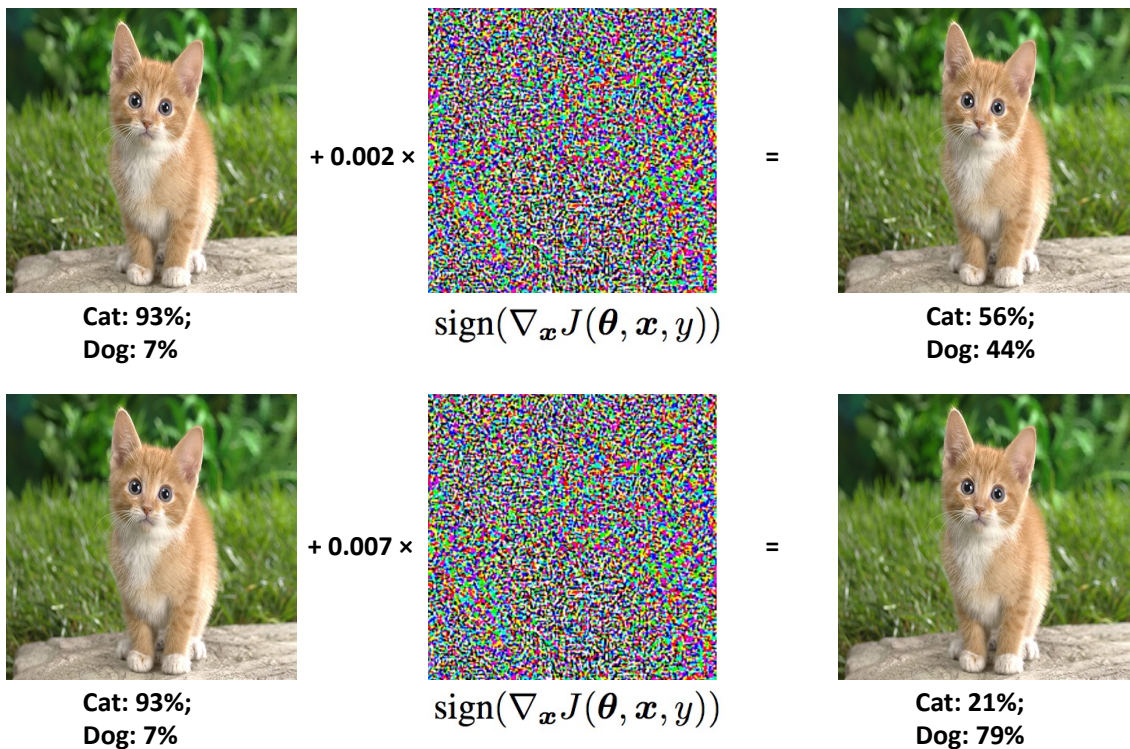 + 0.002 ×
=
Cat: 93%;
Dog: 7%
sign(∇ₓJ(θ, x, y))
Cat: 56%;
Dog: 44%
+ 0.007 ×
=
Cat: 93%;
Dog: 7%
sign(∇ₓJ(θ, x, y))
Cat: 21%;
Dog: 79%